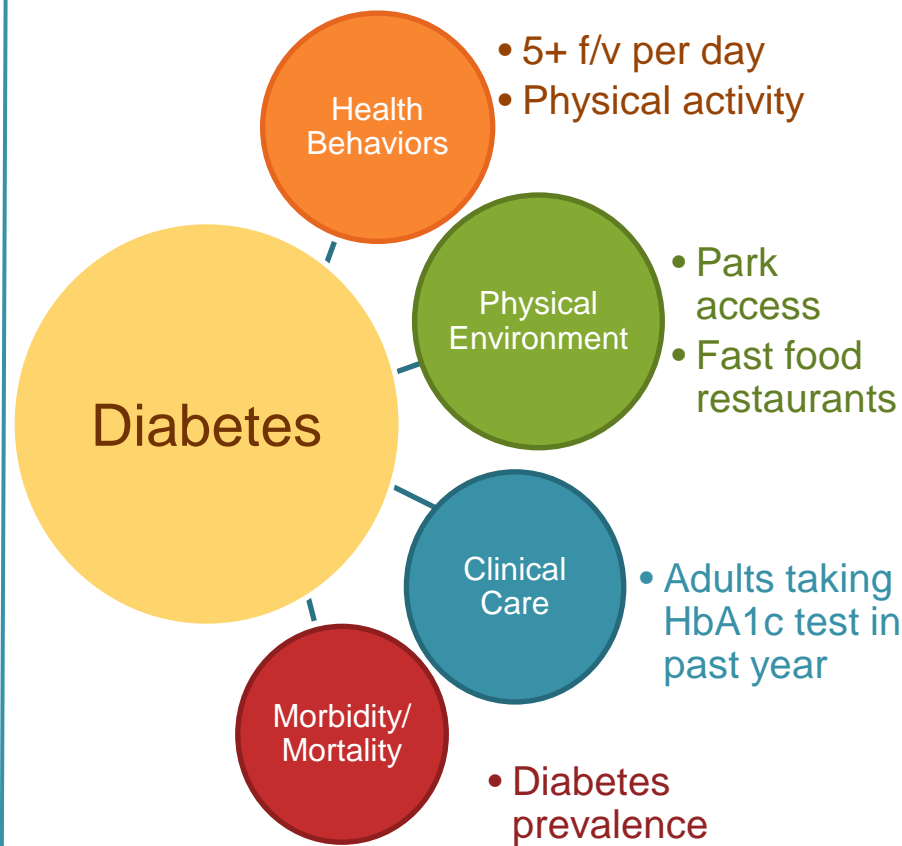 Diabetes
Health
Behaviors
• 5+ f/v per day
• Physical activity
Physical
Environment
• Park
access
• Fast food
restaurants
Clinical
Care
• Adults taking
HbA1c test in
past year
Morbidity/
Mortality
• Diabetes
prevalence